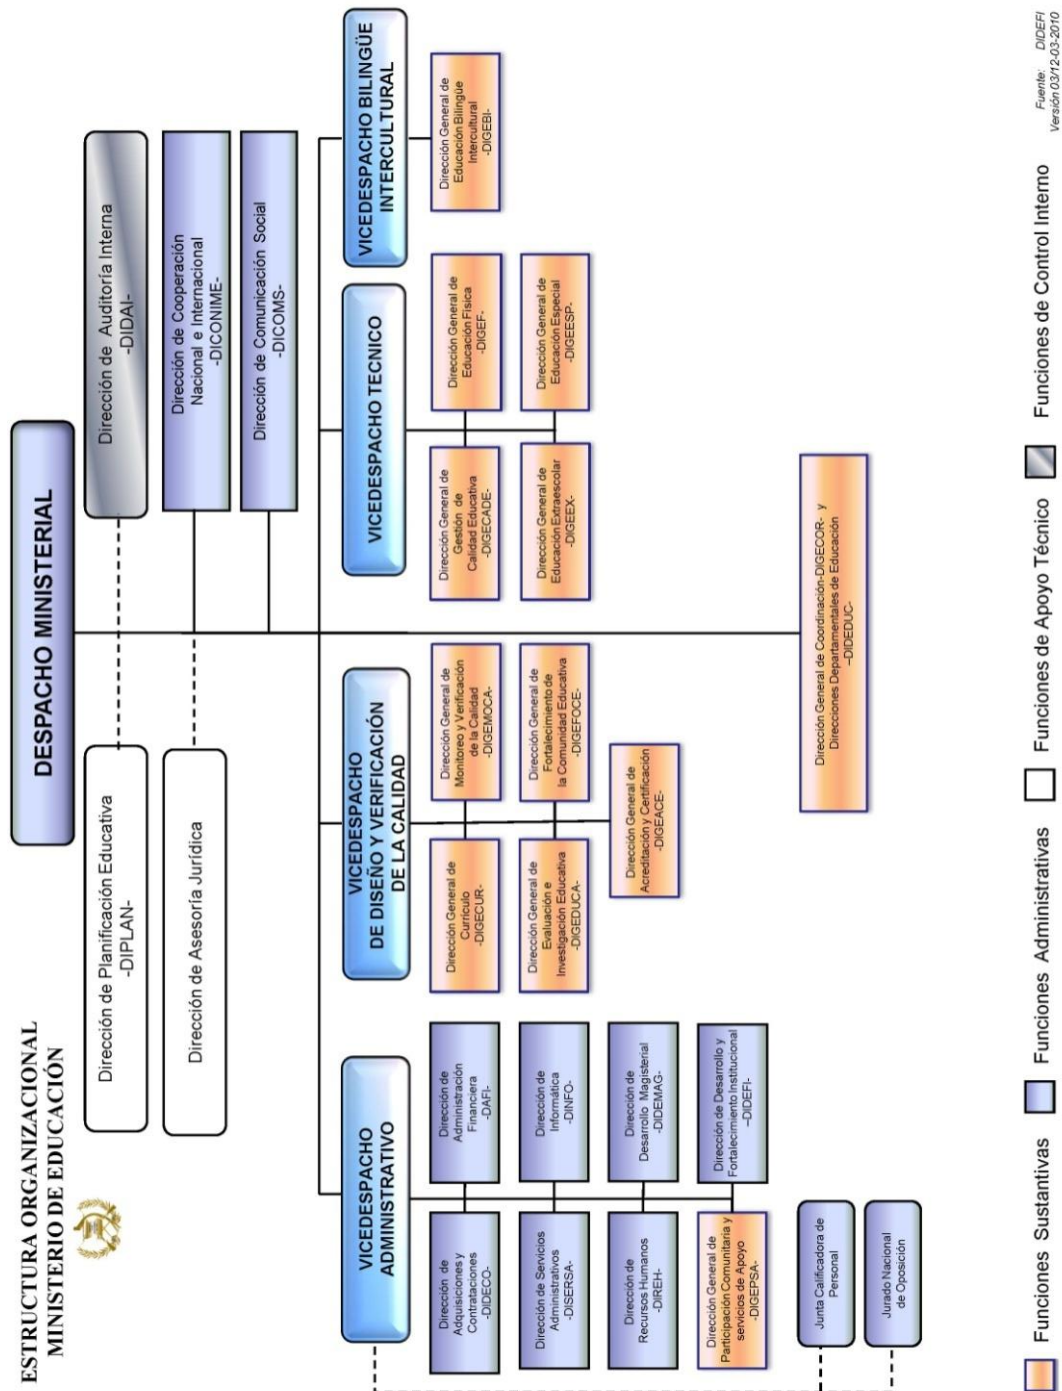 ESTRUCTURA ORGANIZACIONAL
MINISTERIO DE EDUCACIÓN
DESPACHO MINISTERIAL
Dirección de Planificación Educativa
-DIPLAN-
Dirección de Auditoría Interna
-DIDAI-
Dirección de Asesoría Jurídica
Dirección de Cooperación
Nacional e Internacional
-DICONIME-
Dirección de Comunicación Social
-DICOMS-
VICEDESPACHO
ADMINISTRATIVO
Dirección de
Adquisiciones y
Contrataciones
-DIDECO-
Dirección de
Administración
Financiera
-DAFI-
Dirección de Servicios
Administrativos
-DISERSA-
Dirección de
Informática
-DINFO-
Dirección de
Recursos Humanos
-DIREH-
Dirección de
Desarrollo Magisterial
-DIDEMAG-
Dirección General de
Participación Comunitaria y
servicios de Apoyo
-DIGEPSA-
Dirección de Desarrollo y
Fortalecimiento Institucional
–DIDEFI-
Junta Calificadora de
Personal
Jurado Nacional
de Oposición
VICEDESPACHO
DE DISEÑO Y VERIFICACIÓN
DE LA CALIDAD
Dirección General de
Currículo
-DIGECUR-
Dirección General de
Monitoreo y Verificación
de la Calidad
-DIGEMOCA-
Dirección General de
Evaluación e
Investigación Educativa
-DIGEDUCA-
Dirección General de
Fortalecimiento de
la Comunidad Educativa
-DIGEFOCE-
Dirección General de
Acreditación y Certificación
-DIGEACE-
VICEDESPACHO TECNICO
Dirección General de
Gestión de
Calidad Educativa
-DIGECADE-
Dirección General de
Educación Física
-DIGEF-
Dirección General de
Educación Extraescolar
-DIGEEX-
Dirección General de
Educación Especial
-DIGEESP-
VICEDESPACHO BILINGÜE
INTERCULTURAL
Dirección General de
Educación Bilingüe
Intercultural
-DIGEBI-
Dirección General de Coordinación-DIGECOR- y
Direcciones Departamentales de Educación
–DIDEDUC-
Funciones Sustantivas
Funciones Administrativas
Funciones de Apoyo Técnico
Funciones de Control Interno
Fuente: DIDEFI
Versión 03/12-03-2010